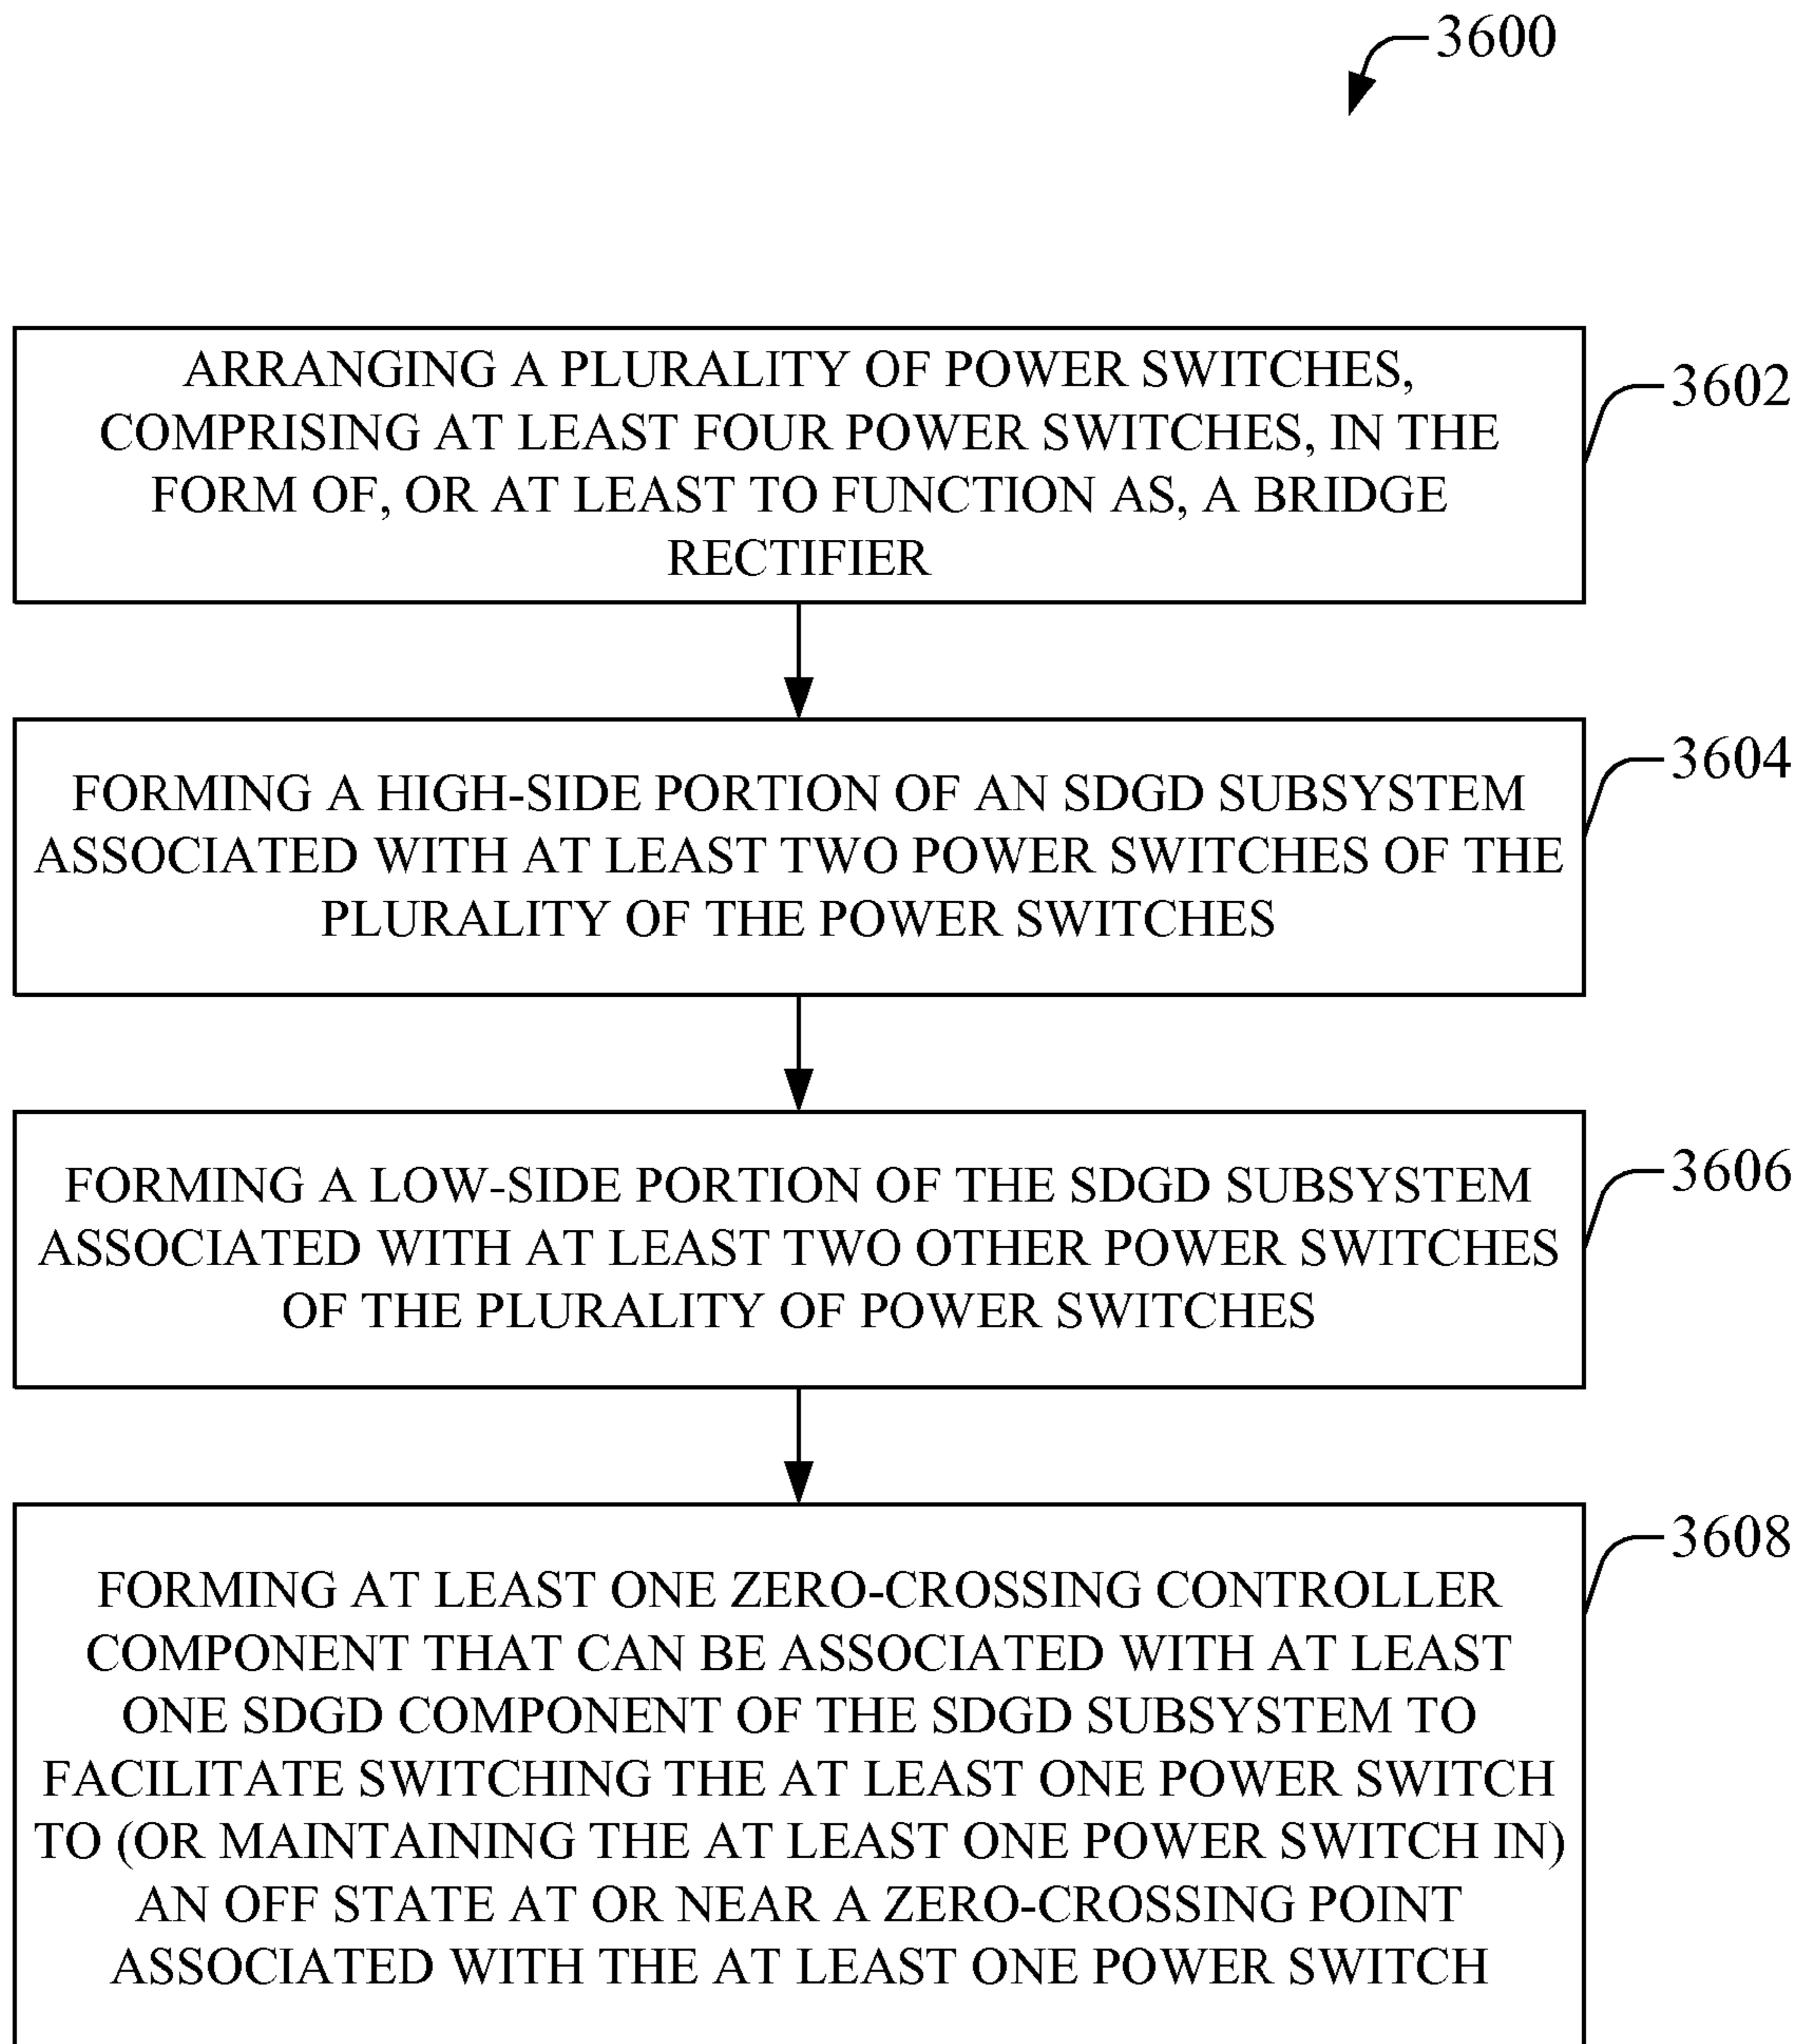 3600
ARRANGING A PLURALITY OF POWER SWITCHES,
COMPRISING AT LEAST FOUR POWER SWITCHES, IN THE
FORM OF, OR AT LEAST TO FUNCTION AS, A BRIDGE
RECTIFIER
3602
FORMING A HIGH-SIDE PORTION OF AN SDGD SUBSYSTEM
ASSOCIATED WITH AT LEAST TWO POWER SWITCHES OF THE
PLURALITY OF THE POWER SWITCHES
3604
FORMING A LOW-SIDE PORTION OF THE SDGD SUBSYSTEM
ASSOCIATED WITH AT LEAST TWO OTHER POWER SWITCHES
OF THE PLURALITY OF POWER SWITCHES
3606
FORMING AT LEAST ONE ZERO-CROSSING CONTROLLER
COMPONENT THAT CAN BE ASSOCIATED WITH AT LEAST
ONE SDGD COMPONENT OF THE SDGD SUBSYSTEM TO
FACILITATE SWITCHING THE AT LEAST ONE POWER SWITCH
TO (OR MAINTAINING THE AT LEAST ONE POWER SWITCH IN)
AN OFF STATE AT OR NEAR A ZERO-CROSSING POINT
ASSOCIATED WITH THE AT LEAST ONE POWER SWITCH
3608